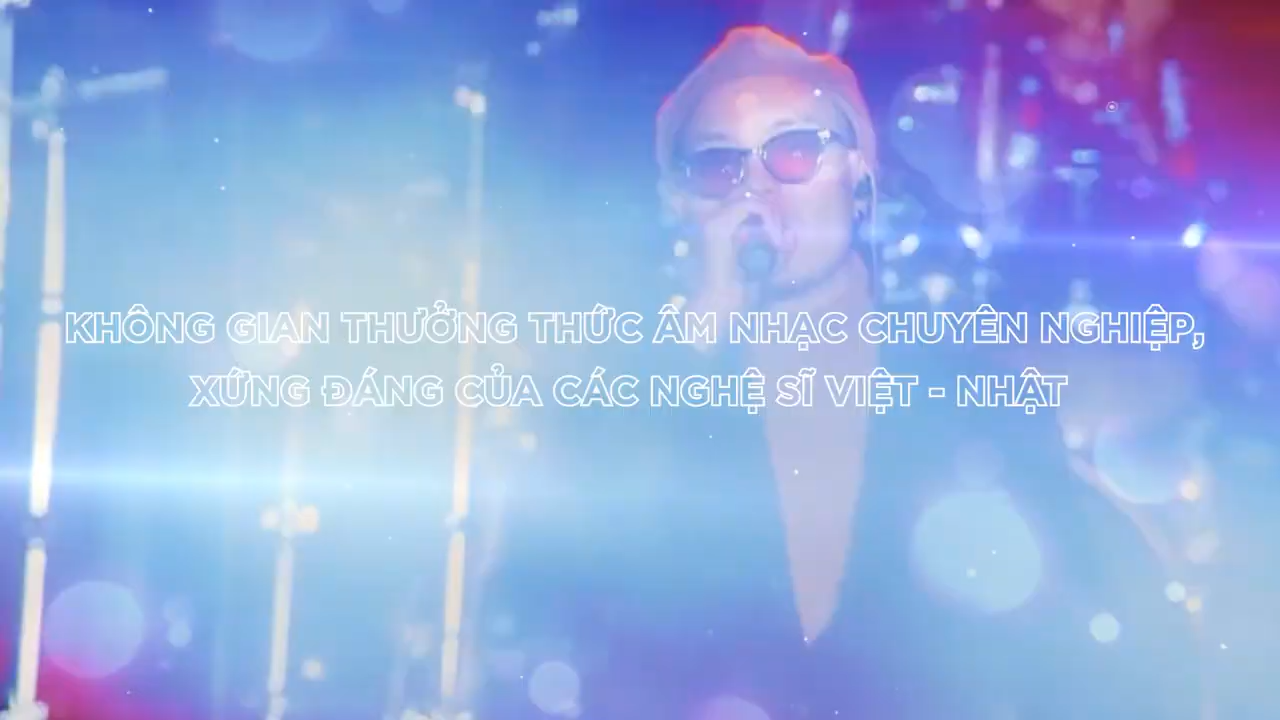 KHÔNG GIAN THƯỞNG THỨC ÂM NHẠC CHUYÊN NGHIỆP,
XỨNG ĐÁNG CỦA CÁC NGHỆ SĨ VIỆT - NHẬT